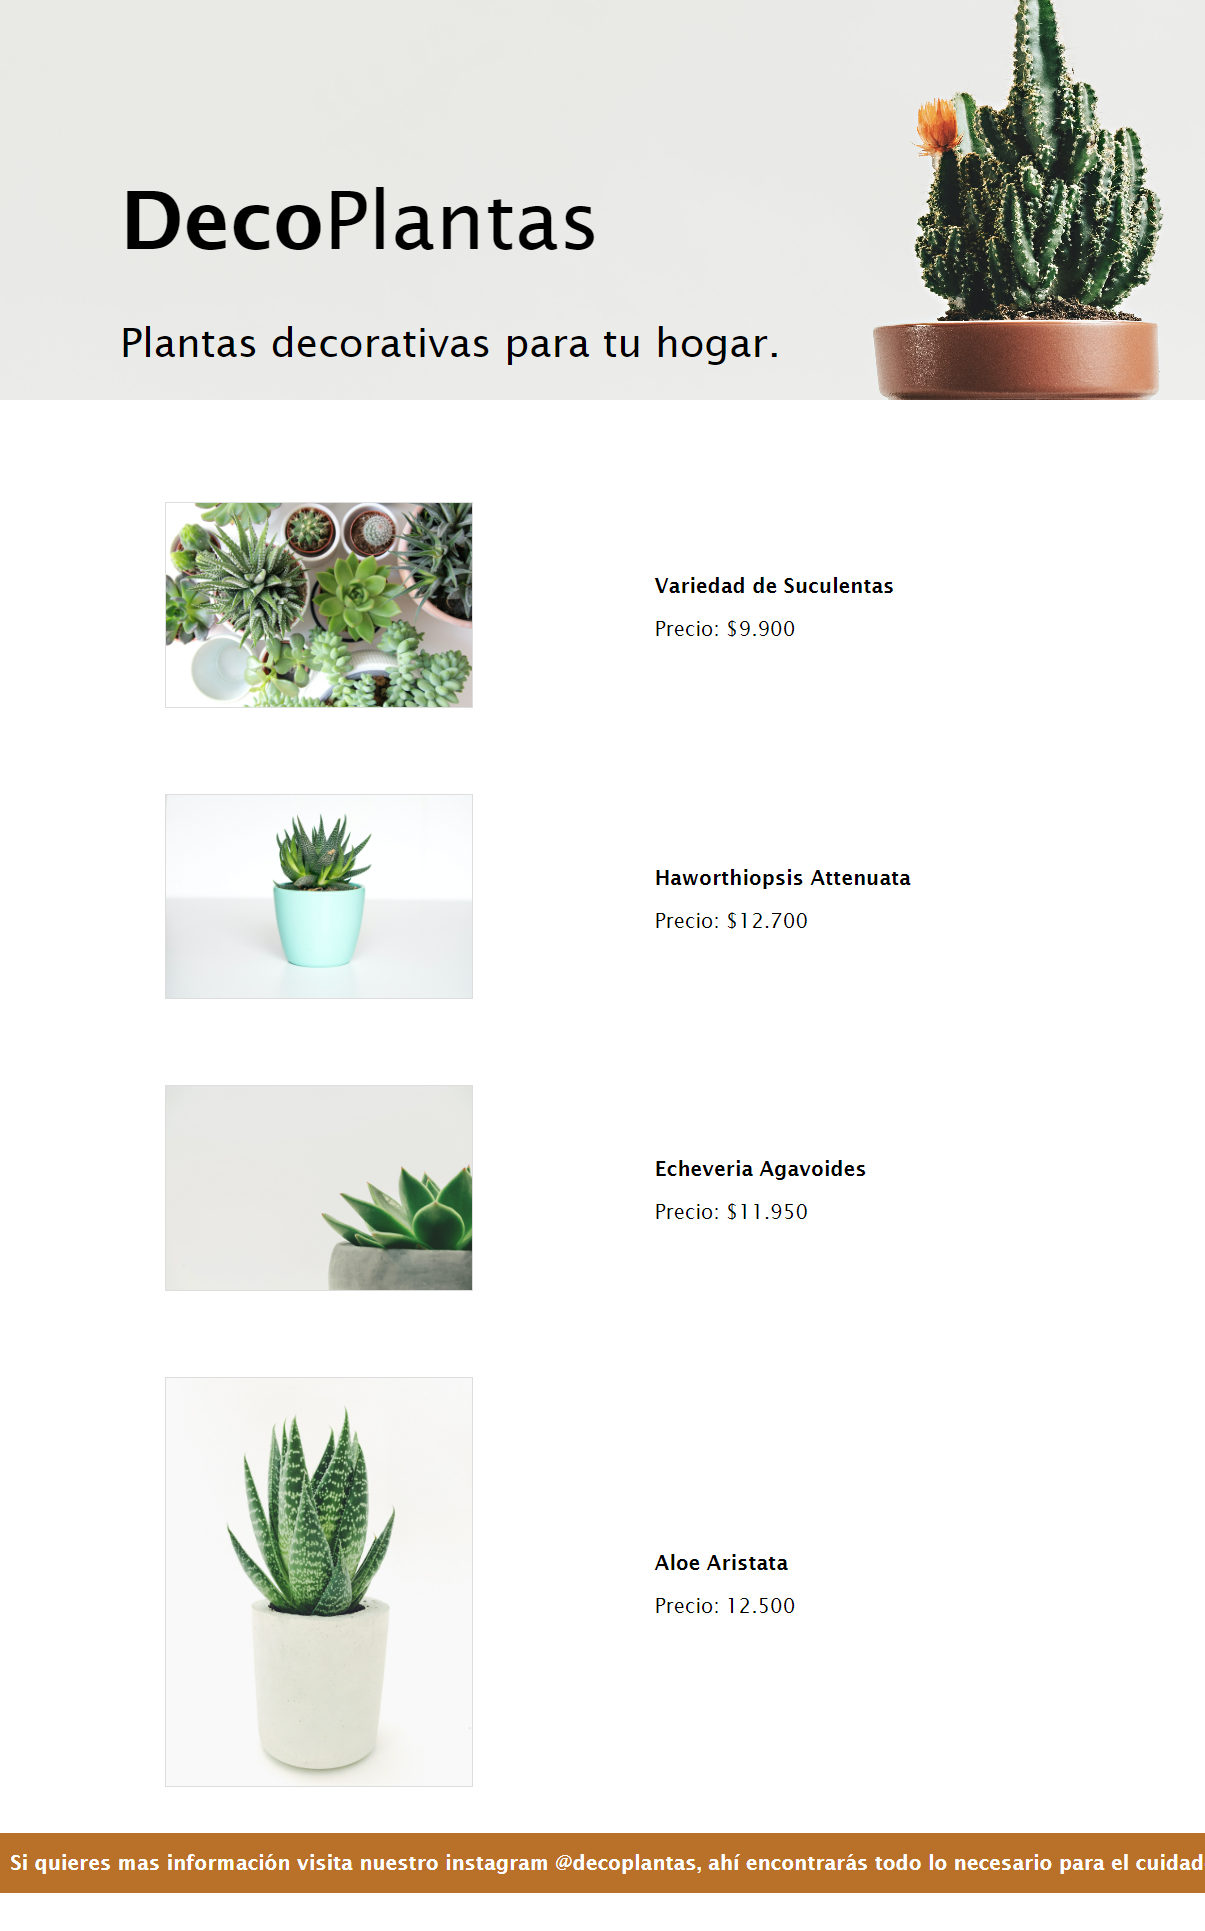 DecoPlantas
Plantas decorativas para tu hogar.
Variedad de Suculentas
Precio: $9.900
Haworthiopsis Attenuata
Precio: $12.700
Echeveria Agavoides
Precio: $11.950
Aloe Aristata
Precio: 12.500
Si quieres mas información visita nuestro instagram @decoplantas, ahí encontrarás todo lo necesario para el cuidad